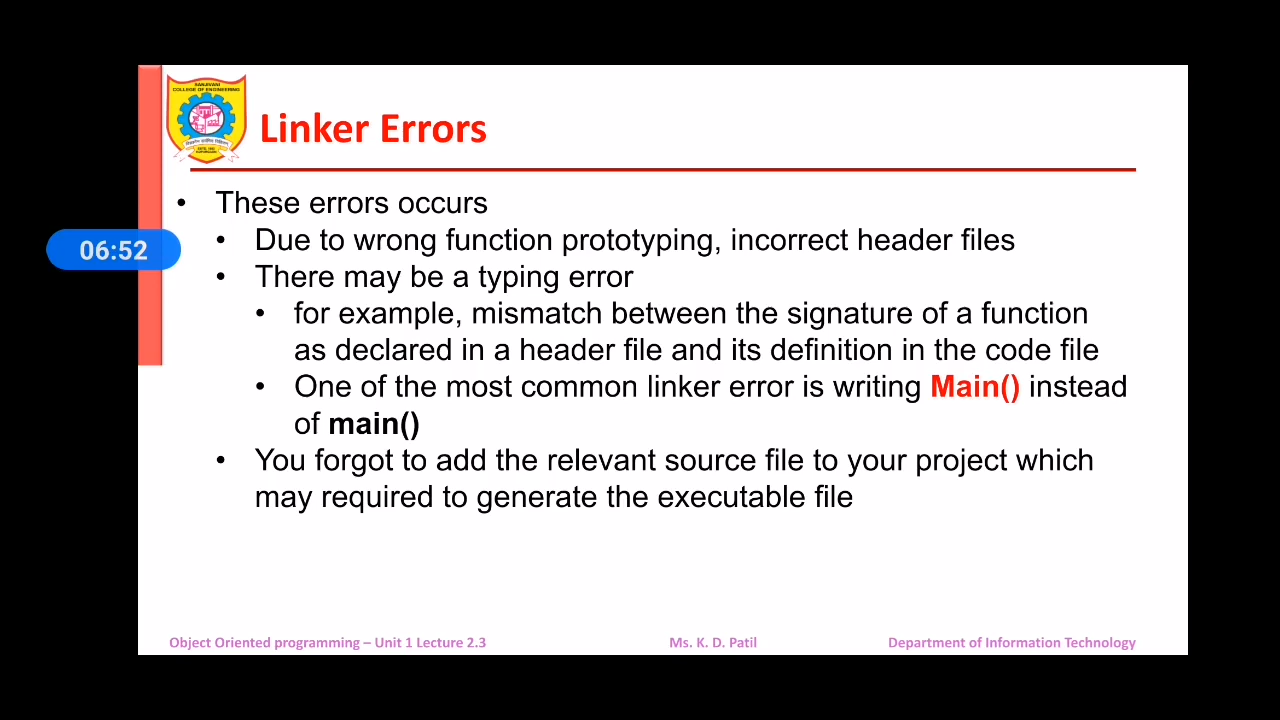 SANJIVANI
COLLEGE OF ENGINEERING
Linker Errors
• These errors occurs
• Due to wrong function prototyping, incorrect header files
06:52
• There may be a typing error
• for example, mismatch between the signature of a function
as declared in a header file and its definition in the code file
• One of the most common linker error is writing Main() instead
of main()
• You forgot to add the relevant source file to your project which
may required to generate the executable file
Object Oriented programming – Unit 1 Lecture 2.3
Ms. K. D. Patil
Department of Information Technology